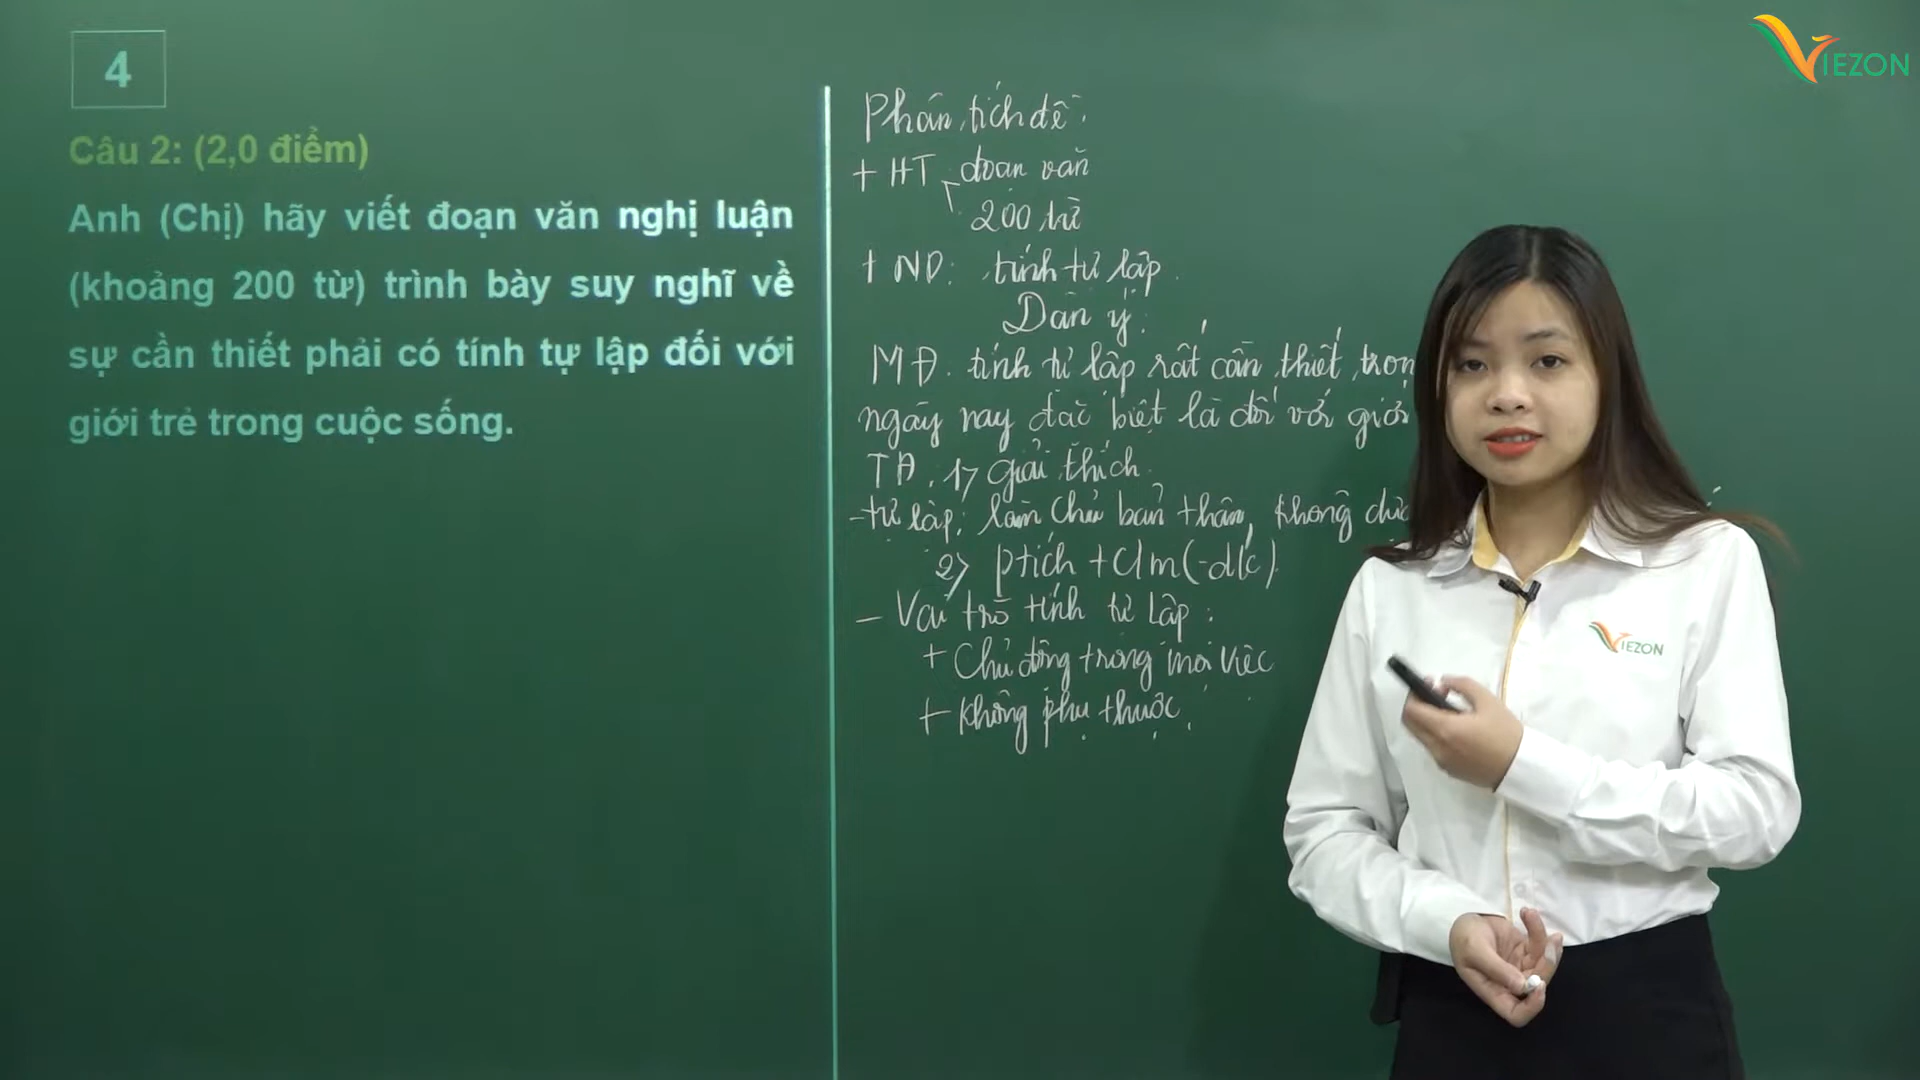 4
VIEZON
Câu 2: (2,0 điểm)
Anh (Chị) hãy viết đoạn văn nghị luận
(khoảng 200 từ) trình bày suy nghĩ về
sự cần thiết phải có tính tự lập đối với
giới trẻ trong cuộc sống.
Phân tích đề:
+ HT đoạn văn
200 từ
+ ND: tính tự lập.
Dàn ý:
MĐ. tính tự lập rất cần thiết
ngày nay đặc biệt là đối với giới
TĐ. 1) giải thích.
- tự lập: làm chủ bản thân, không
2) ptích + Clm (-d/c)
- Vai trò tính tự lập:
+ Chủ động trong mọi việc
+ không phụ thuộc
VIEZON